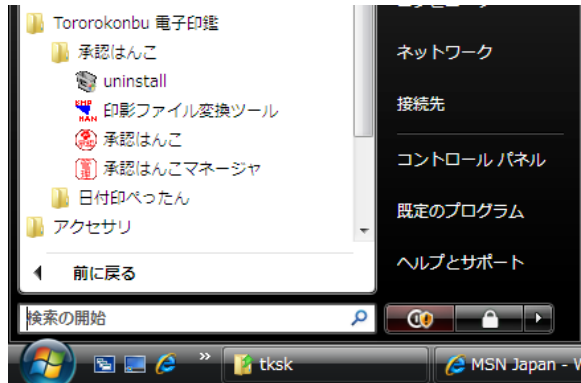 Tororokonbu 電子印鑑
承認はんこ
uninstall
印影ファイル変換ツール
承認はんこ
承認はんこマネージャ
日付印ぺったん
アクセサリ
前に戻る
検索の開始
ネットワーク
接続先
コントロール パネル
既定のプログラム
ヘルプとサポート
tksk
MSN Japan - W